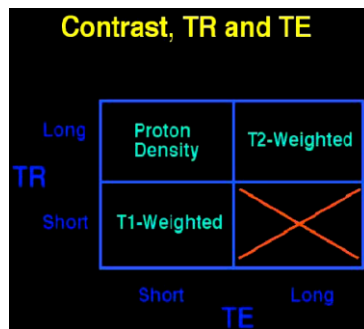 Contrast, TR and TE
Long
Proton
Density
T2-Weighted
TR
Short
T1-Weighted
Short
Long
TE